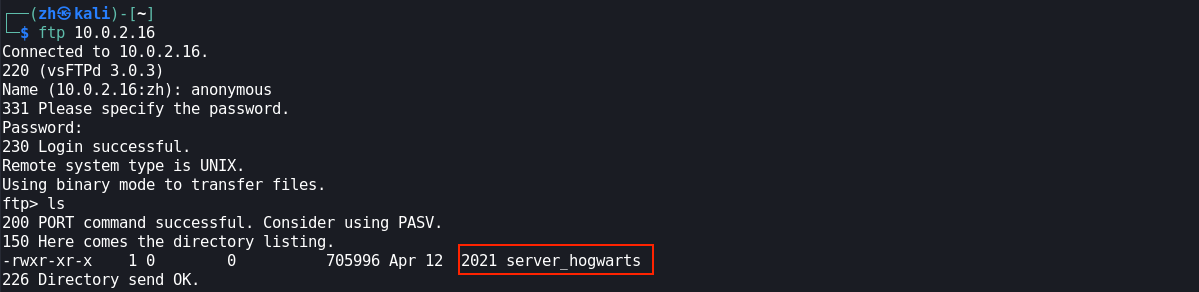 (zh㉿kali)-[~]
$ ftp 10.0.2.16
Connected to 10.0.2.16.
220 (vsFTPd 3.0.3)
Name (10.0.2.16:zh): anonymous
331 Please specify the password.
Password:
230 Login successful.
Remote system type is UNIX.
Using binary mode to transfer files.
ftp> ls
200 PORT command successful. Consider using PASV.
150 Here comes the directory listing.
-rwxr-xr-x    1 0        0          705996 Apr 12  2021 server_hogwarts
226 Directory send OK.